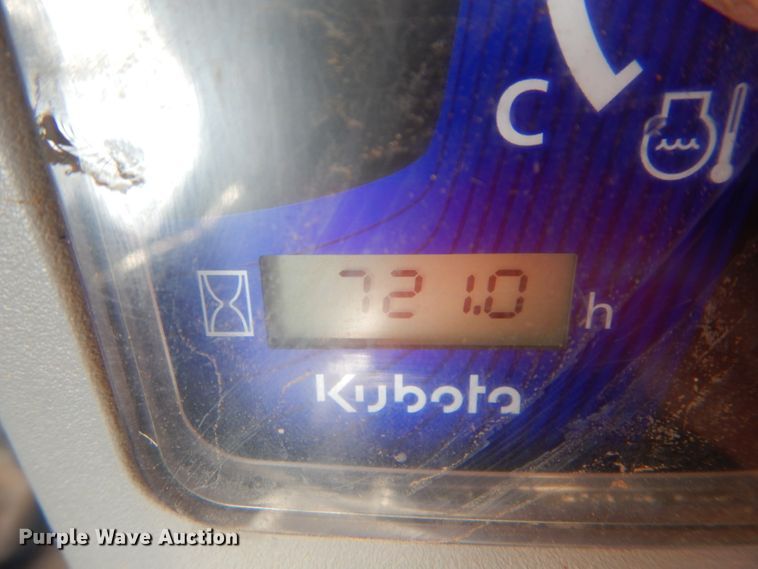 C
721.0 h
Kubota
Purple Wave Auction